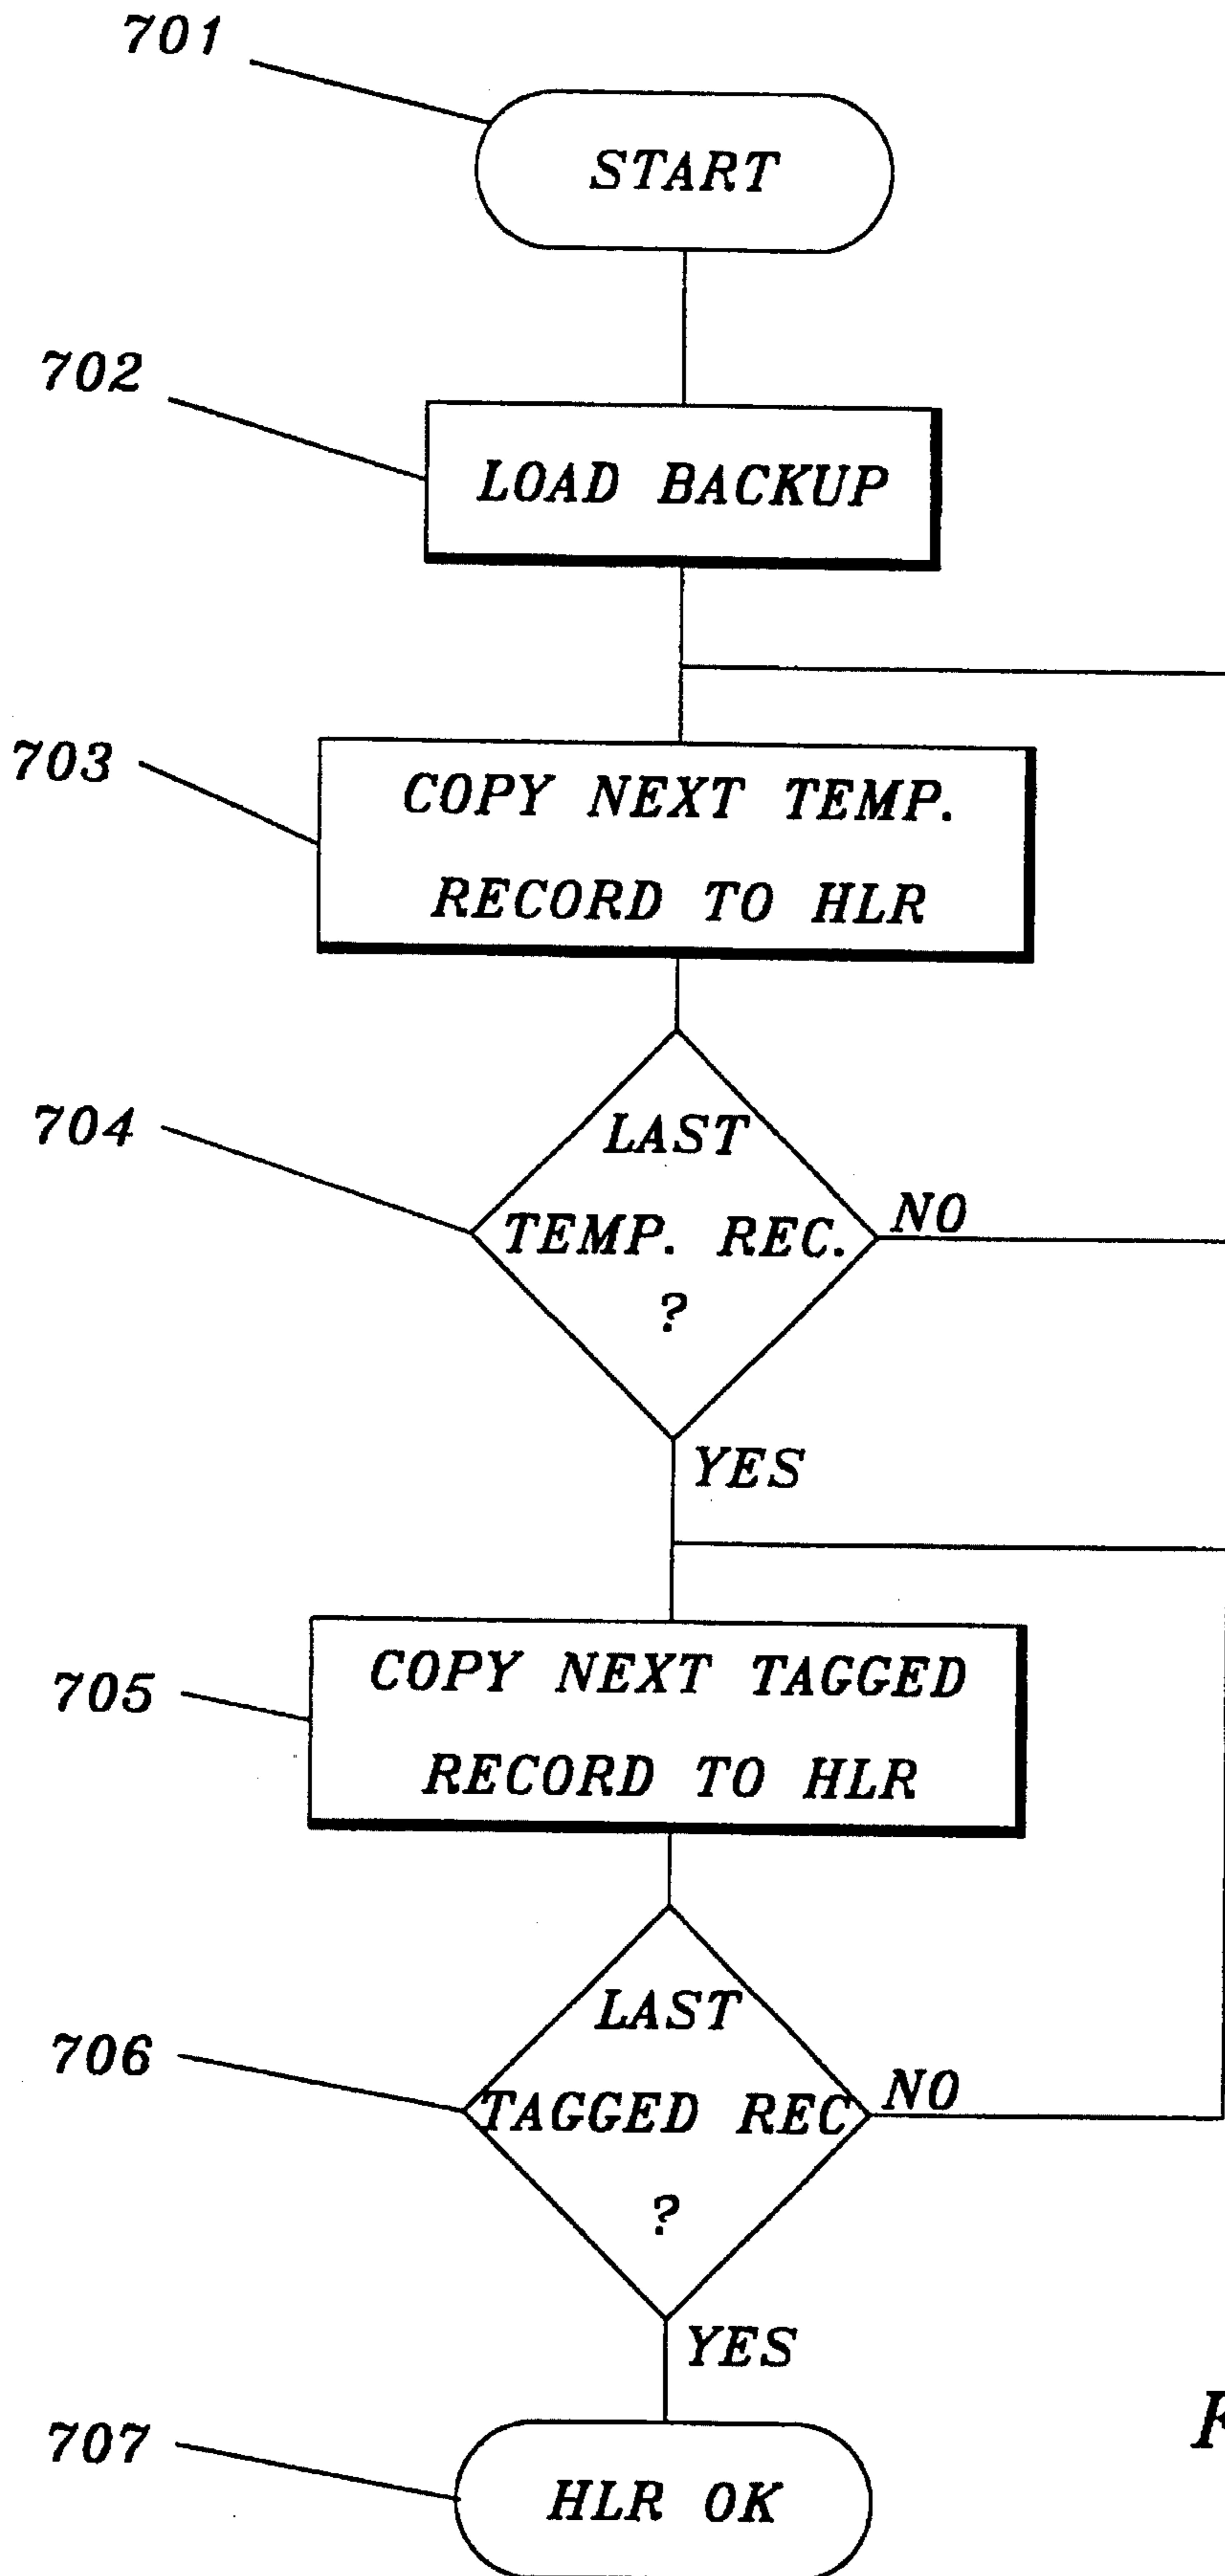 701
START
702
LOAD BACKUP
703
COPY NEXT TEMP.
RECORD TO HLR
704
LAST
TEMP. REC.
?
NO
YES
705
COPY NEXT TAGGED
RECORD TO HLR
706
LAST
TAGGED REC
?
NO
YES
707
HLR OK